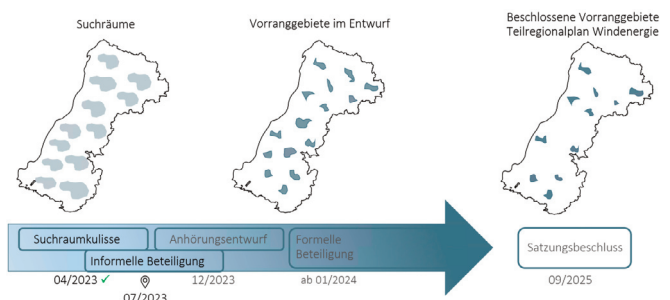 Suchräume
Vorranggebiete im Entwurf
Beschlossene Vorranggebiete
Teilregionalplan Windenergie
Suchraumkulisse
Anhörungsentwurf
Formelle
Beteiligung
Informelle Beteiligung
Satzungsbeschluss
04/2023 ✓
12/2023
ab 01/2024
09/2025
07/2023